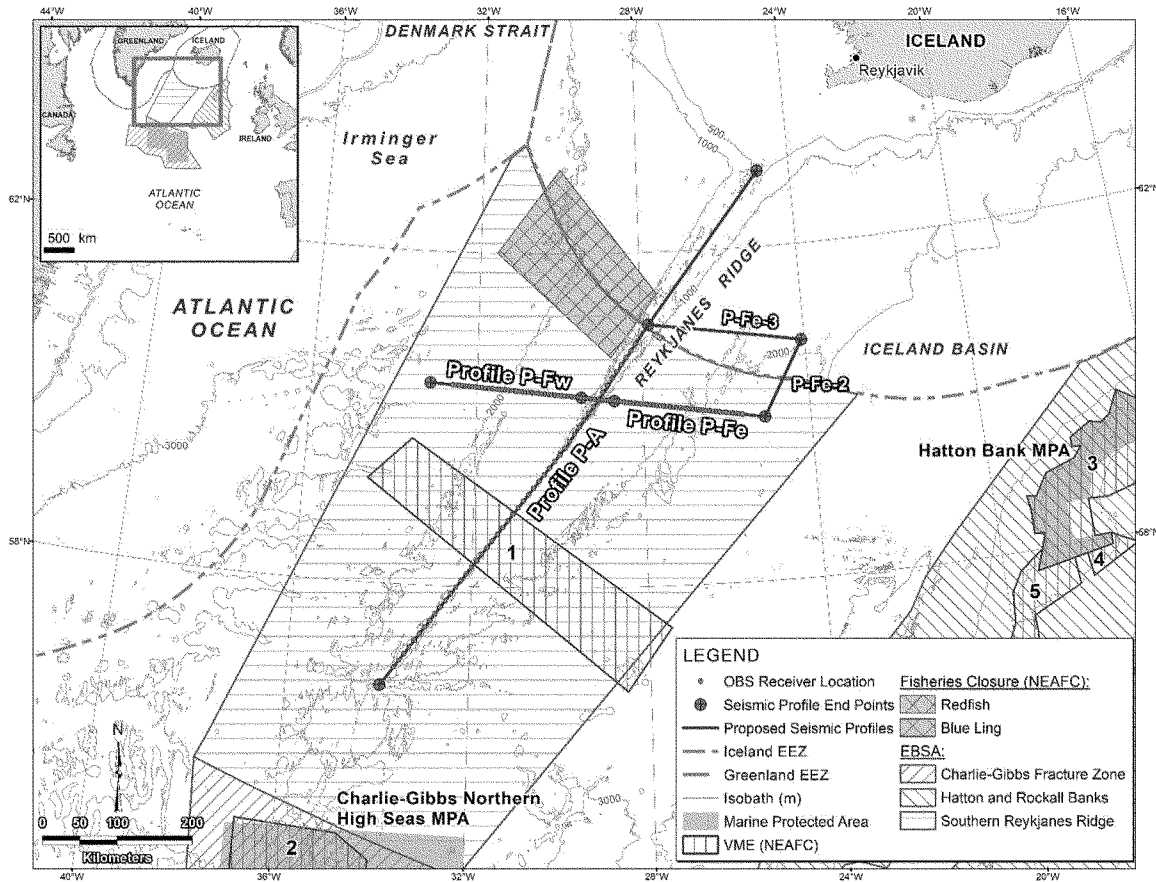 44°W
40°W
36°W
32°W
28°W
24°W
20°W
16°W
GREENLAND
ICELAND
CANADA
IRELAND
ATLANTIC
OCEAN
500 km
DENMARK STRAIT
ICELAND
Reykjavik
Irminger
Sea
500
1000
62°N
62°N
ATLANTIC
OCEAN
REYKJANES RIDGE
1000
P-Fe-3
2000
ICELAND BASIN
P-Fe-2
Profile P-Fw
Profile P-Fe
2000
3000
Profile P-A
Hatton Bank MPA
3
58°N
58°N
1
4
5
LEGEND
OBS Receiver Location
Seismic Profile End Points
Proposed Seismic Profiles
Iceland EEZ
Greenland EEZ
Isobath (m)
Marine Protected Area
VME (NEAFC)
Fisheries Closure (NEAFC):
Redfish
Blue Ling
EBSA:
Charlie-Gibbs Fracture Zone
Hatton and Rockall Banks
Southern Reykjanes Ridge
N
Charlie-Gibbs Northern
High Seas MPA
3000
2
0 50 100 200
Kilometers
40°W
36°W
32°W
28°W
24°W
20°W